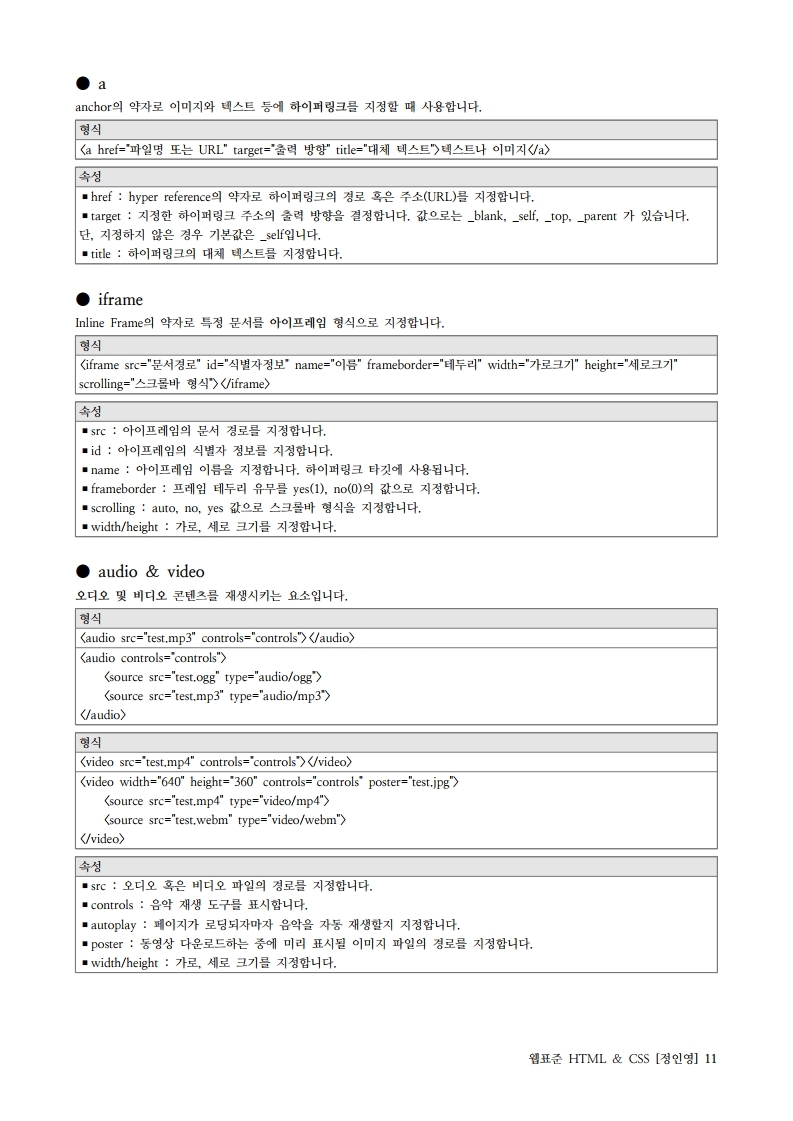 ● a
anchor의 약자로 이미지와 텍스트 등에 하이퍼링크를 지정할 때 사용합니다.
형식
<a href="파일명 또는 URL" target="출력 방향" title="대체 텍스트">텍스트나 이미지</a>
속성
■ href : hyper reference의 약자로 하이퍼링크의 경로 혹은 주소(URL)를 지정합니다.
■ target : 지정한 하이퍼링크 주소의 출력 방향을 결정합니다. 값으로는 _blank, _self, _top, _parent 가 있습니다.
단, 지정하지 않은 경우 기본값은 _self입니다.
■ title : 하이퍼링크의 대체 텍스트를 지정합니다.
● iframe
Inline Frame의 약자로 특정 문서를 아이프레임 형식으로 지정합니다.
형식
<iframe src="문서경로" id="식별자정보" name="이름" frameborder="테두리" width="가로크기" height="세로크기"
scrolling="스크롤바 형식"></iframe>
속성
■ src : 아이프레임의 문서 경로를 지정합니다.
■ id : 아이프레임의 식별자 정보를 지정합니다.
■ name : 아이프레임 이름을 지정합니다. 하이퍼링크 타깃에 사용됩니다.
■ frameborder : 프레임 테두리 유무를 yes(1), no(0)의 값으로 지정합니다.
■ scrolling : auto, no, yes 값으로 스크롤바 형식을 지정합니다.
■ width/height : 가로, 세로 크기를 지정합니다.
● audio & video
오디오 및 비디오 콘텐츠를 재생시키는 요소입니다.
형식
<audio src="test.mp3" controls="controls"></audio>
<audio controls="controls">
<source src="test.ogg" type="audio/ogg">
<source src="test.mp3" type="audio/mp3">
</audio>
형식
<video src="test.mp4" controls="controls"></video>
<video width="640" height="360" controls="controls" poster="test.jpg">
<source src="test.mp4" type="video/mp4">
<source src="test.webm" type="video/webm">
</video>
속성
■ src : 오디오 혹은 비디오 파일의 경로를 지정합니다.
■ controls : 음악 재생 도구를 표시합니다.
■ autoplay : 페이지가 로딩되자마자 음악을 자동 재생할지 지정합니다.
■ poster : 동영상 다운로드하는 중에 미리 표시될 이미지 파일의 경로를 지정합니다.
■ width/height : 가로, 세로 크기를 지정합니다.
웹표준 HTML & CSS [정인영] 11